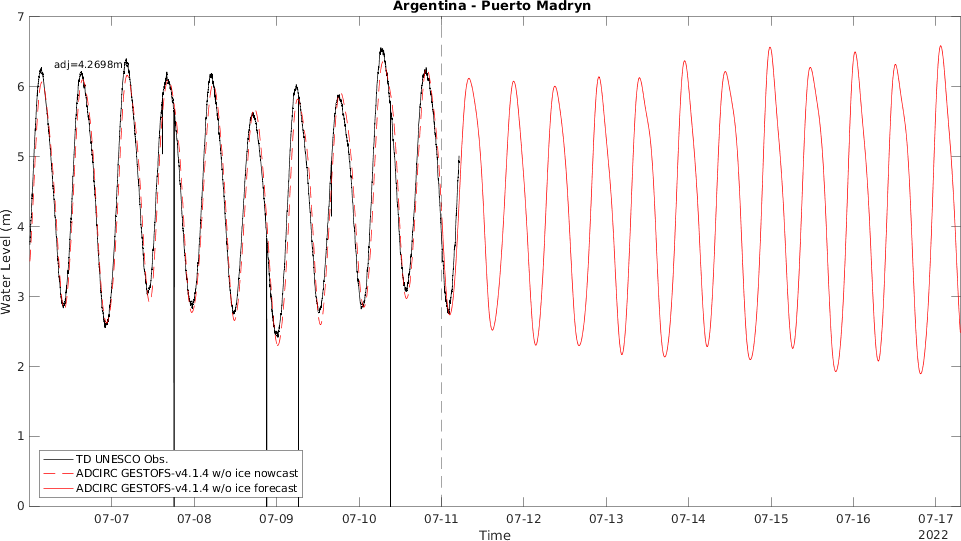 Argentina - Puerto Madryn
adj=4.2698m
Water Level (m)
7
6
5
4
3
2
1
0
TD UNESCO Obs.
ADCIRC GESTOFS-v4.1.4 w/o ice nowcast
ADCIRC GESTOFS-v4.1.4 w/o ice forecast
07-07 07-08 07-09 07-10 07-11 07-12 07-13 07-14 07-15 07-16 07-17
Time
2022